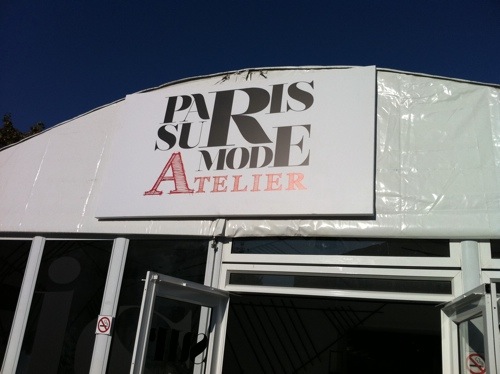 PARIS
SUR
MODE
ATELIER